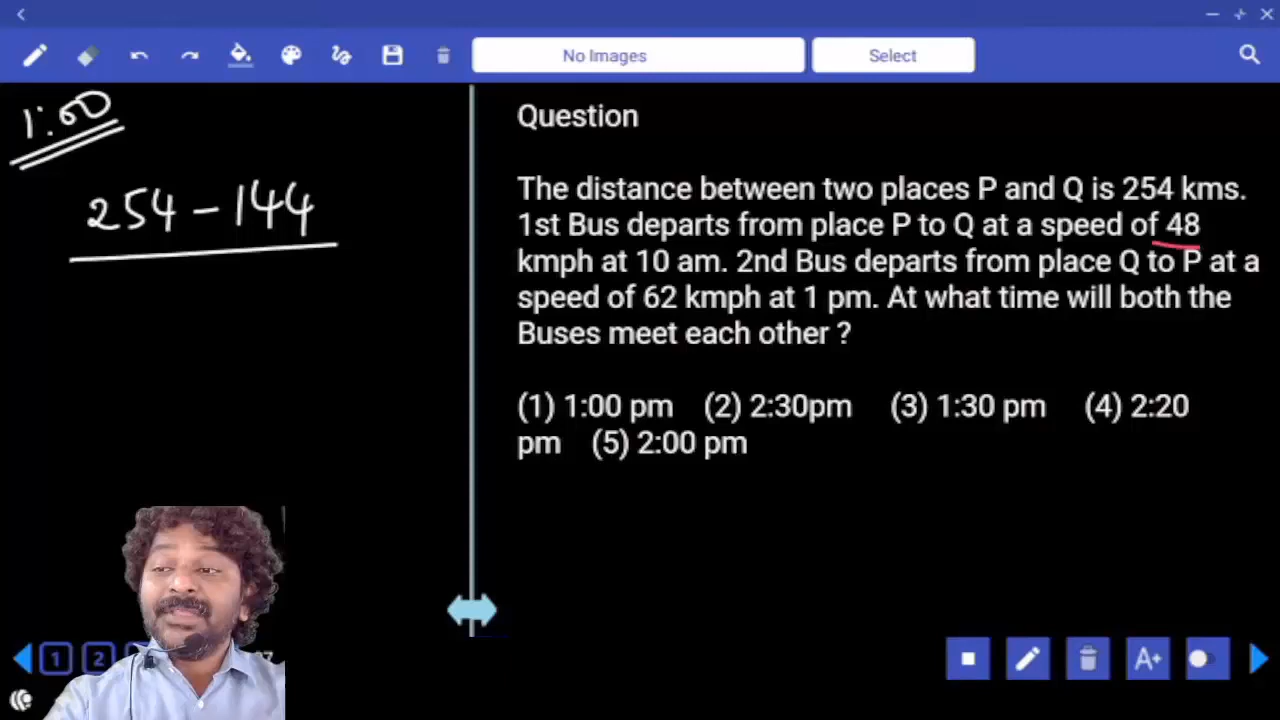 No Images
Select
1:00
254 - 144
Question
The distance between two places P and Q is 254 kms.
1st Bus departs from place P to Q at a speed of 48
kmph at 10 am. 2nd Bus departs from place Q to P at a
speed of 62 kmph at 1 pm. At what time will both the
Buses meet each other ?
(1) 1:00 pm (2) 2:30pm (3) 1:30 pm (4) 2:20
pm (5) 2:00 pm
1 2
A+